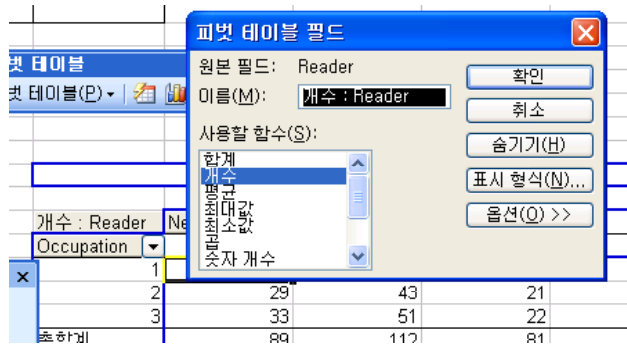 피벗 테이블 필드
벗 테이블
원본 필드: Reader
확인
벗 테이블(P)
이름(M): 개수 : Reader
취소
사용할 함수(S):
숨기기(H)
합계
개수
평균
최대값
최소값
곱
숫자 개수
표시 형식(N)...
옵션(O) >>
개수 : Reader Ne
Occupation
1
2 29 43 21
3 33 51 22
총합계 89 112 81